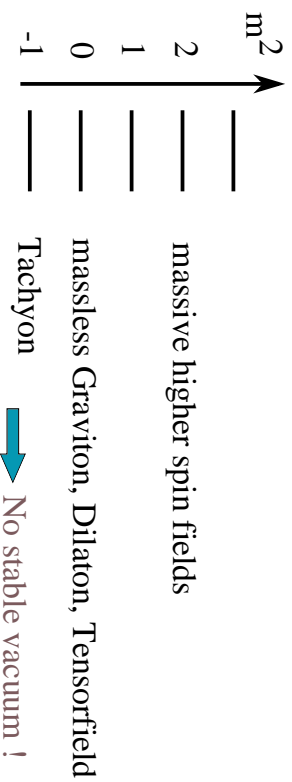 m²
2
massive higher spin fields
1
0
massless Graviton, Dilaton, Tensorfield
-1
Tachyon
No stable vacuum !